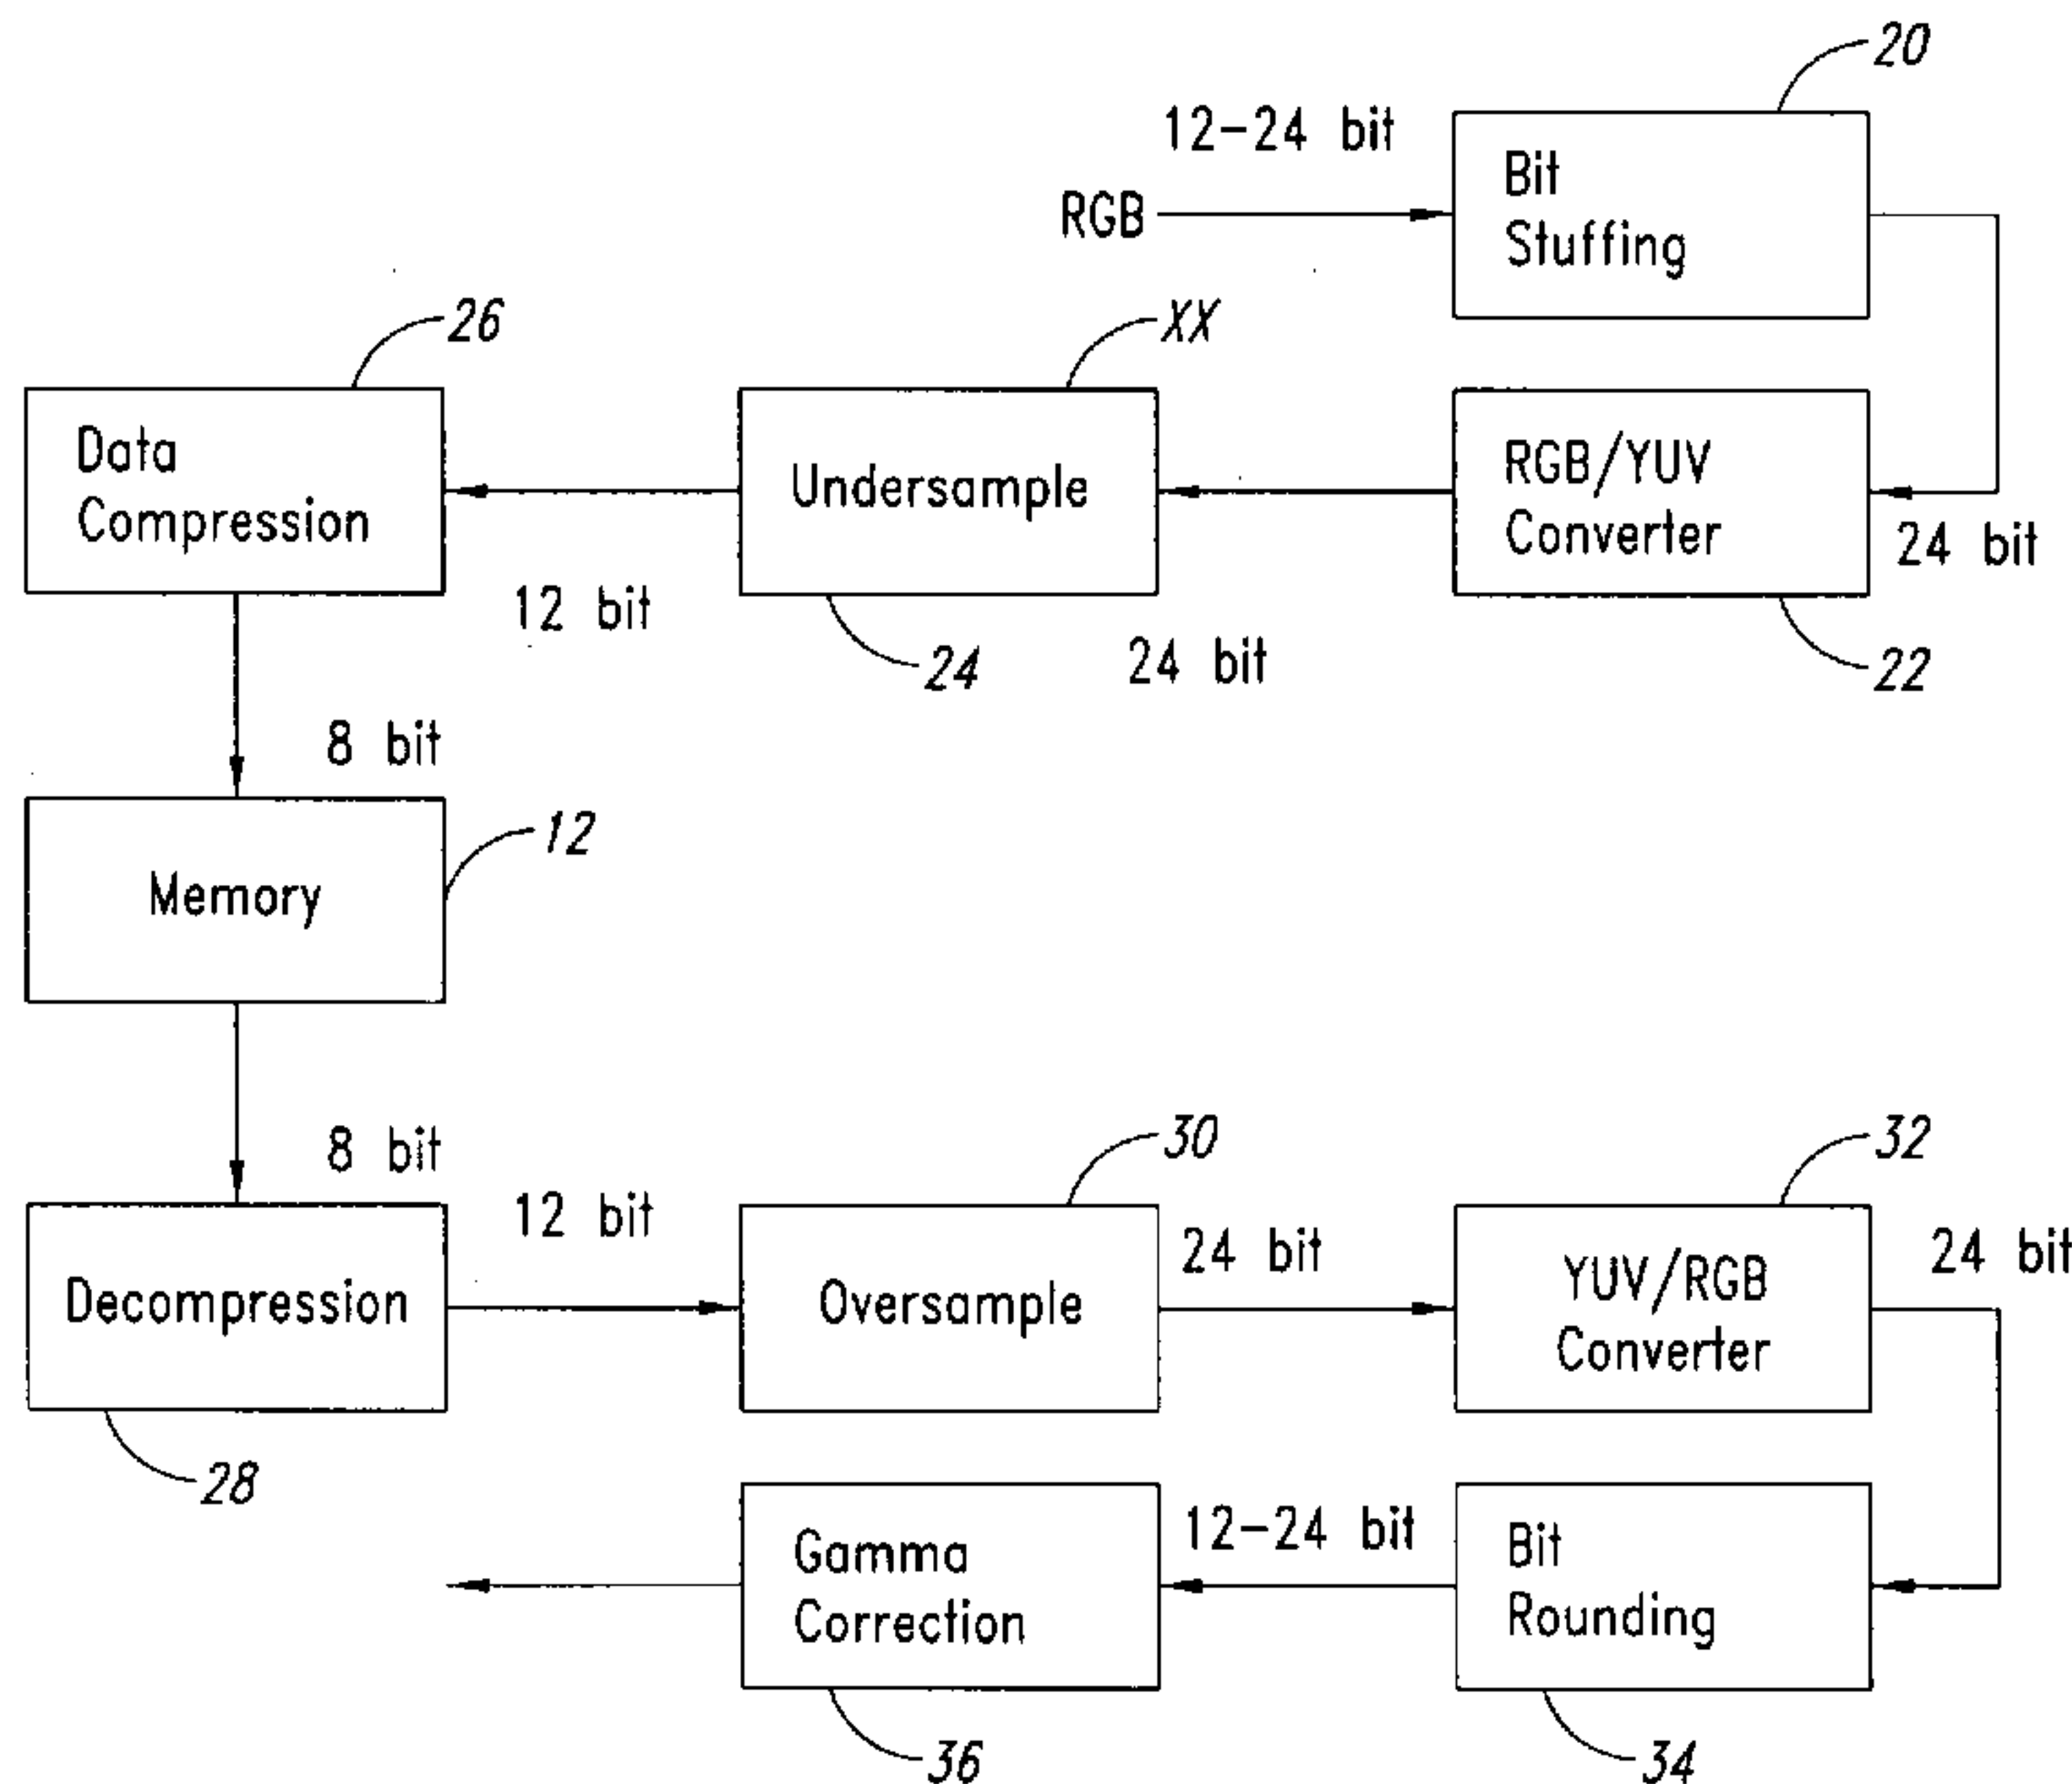 20
12-24 bit
RGB
Bit
Stuffing
26
XX
Data
Compression
Undersample
RGB/YUV
Converter
24 bit
12 bit
24
24 bit
22
8 bit
Memory
12
8 bit
12 bit
30
24 bit
32
24 bit
Decompression
Oversample
YUV/RGB
Converter
28
Gamma
Correction
12-24 bit
Bit
Rounding
36
34